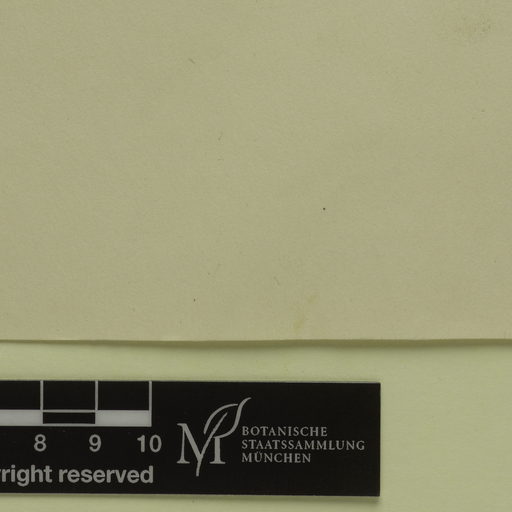 8 9 10
right reserved
BOTANISCHE
STAATSSAMMLUNG
MÜNCHEN